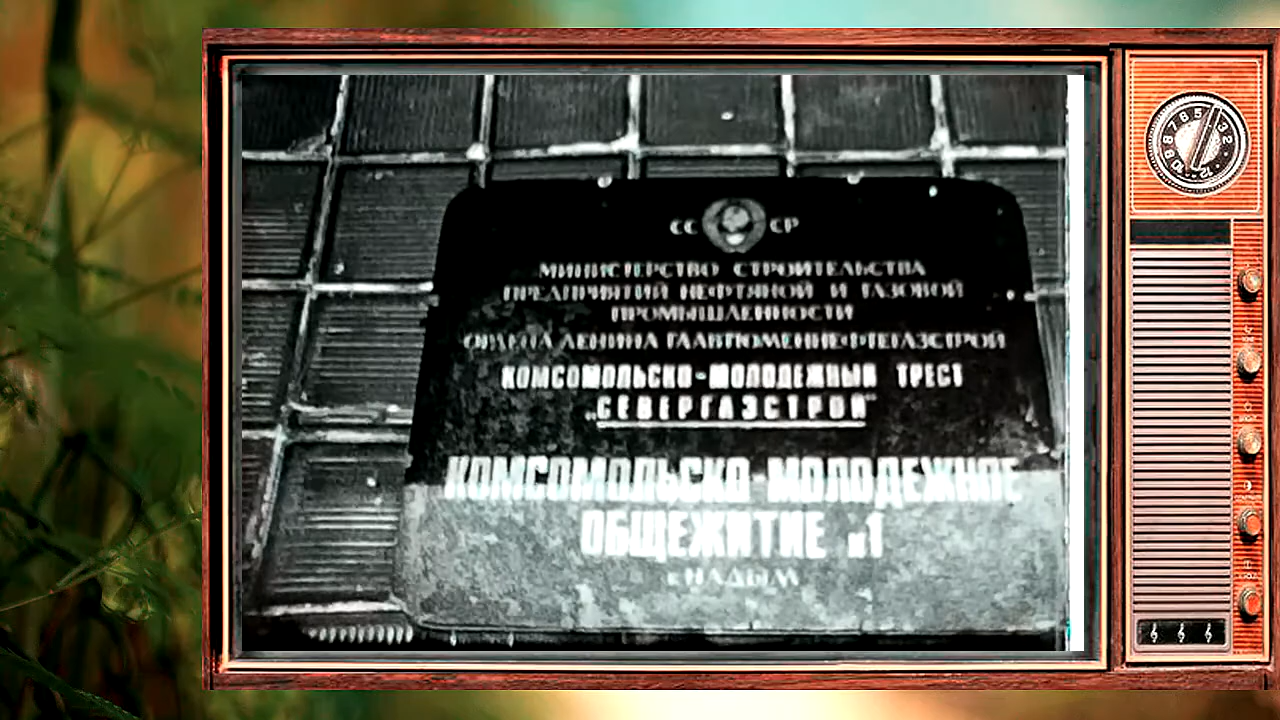 СС СР
МИНИСТЕРСТВО СТРОИТЕЛЬСТВА
ПРЕДПРИЯТИЙ НЕФТЯНОЙ И ГАЗОВОЙ
ПРОМЫШЛЕННОСТИ
ОРДЕНА ЛЕНИНА ГЛАВТЮМЕННЕФТЕГАЗСТРОЙ
КОМСОМОЛЬСКО-МОЛОДЕЖНЫЙ ТРЕСТ
„СЕВЕРГАЗСТРОЙ"
КОМСОМОЛЬСКО-МОЛОДЕЖНОЕ
ОБЩЕЖИТИЕ №1
г. НАДЫМ